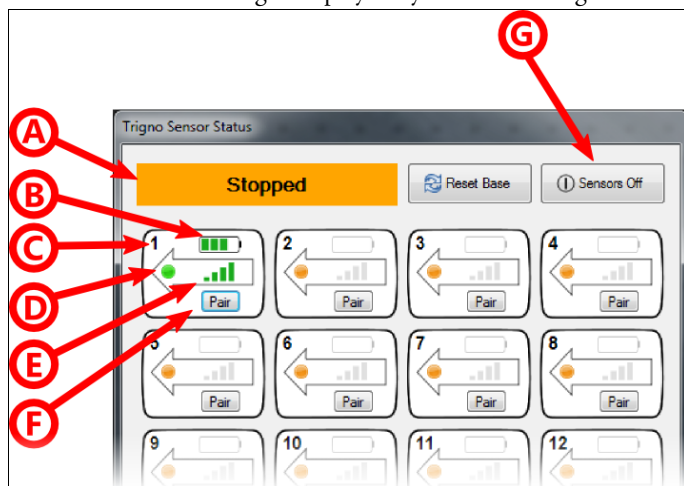 G
Trigno Sensor Status
A
Stopped
Reset Base
Sensors Off
B
C
1
2
3
4
D
Pair
Pair
Pair
Pair
E
5
6
7
8
F
Pair
Pair
Pair
Pair
9
10
11
12